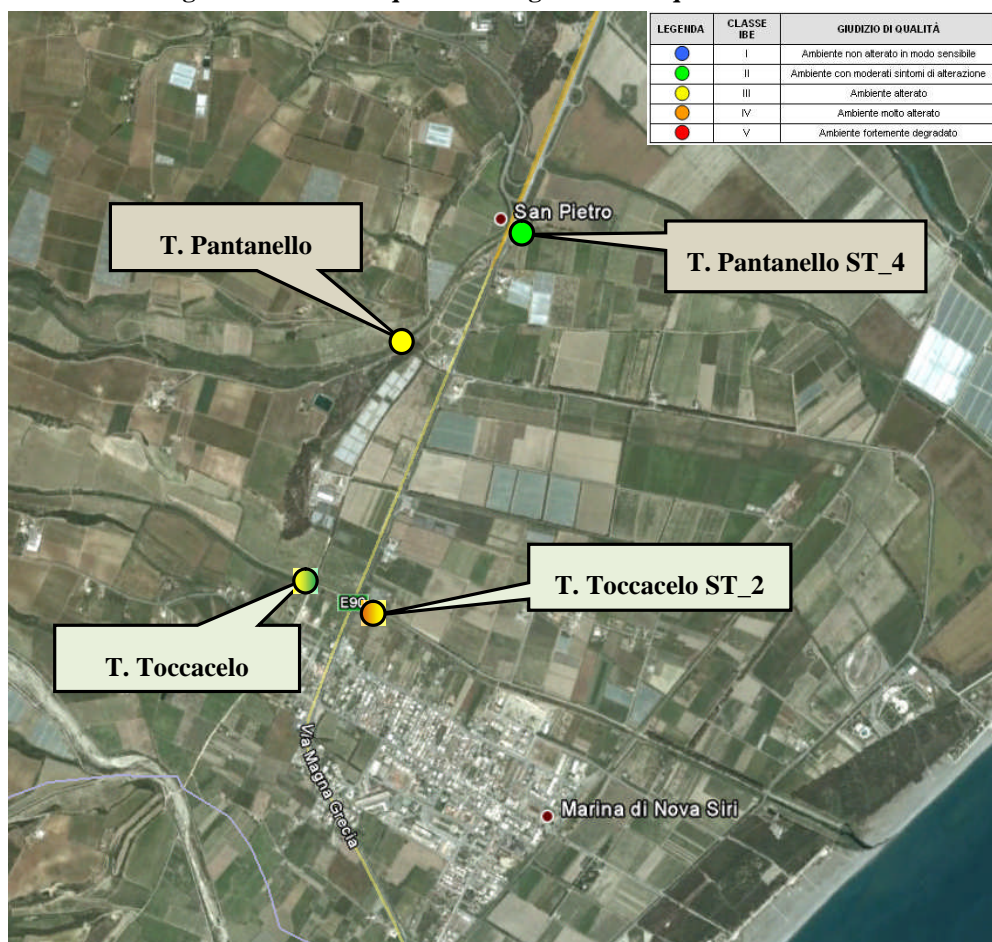 LEGENDA CLASSE IBE GIUDIZIO DI QUALITÀ
I Ambiente non alterato in modo sensibile
II Ambiente con moderati sintomi di alterazione
III Ambiente alterato
IV Ambiente molto alterato
V Ambiente fortemente degradato
San Pietro
T. Pantanello
T. Pantanello ST_4
T. Toccacelo ST_2
E90
T. Toccacelo
Via Magna Grecia
Marina di Nova Siri